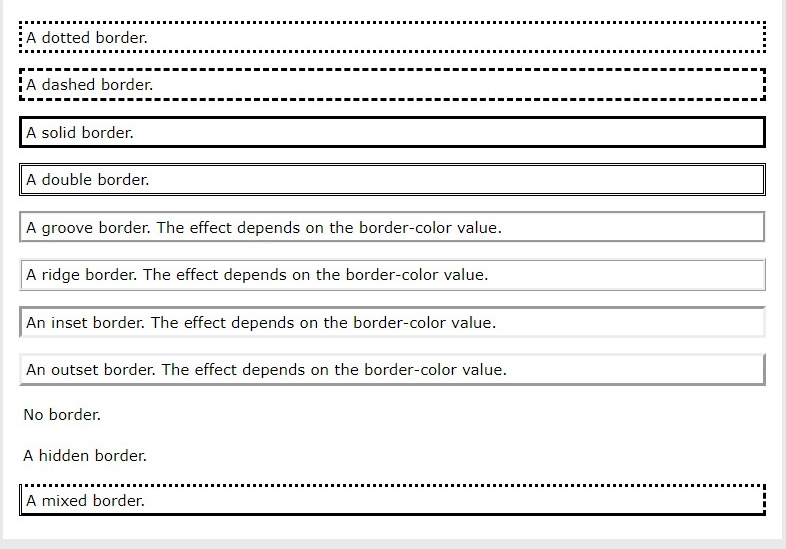 A dotted border.
A dashed border.
A solid border.
A double border.
A groove border. The effect depends on the border-color value.
A ridge border. The effect depends on the border-color value.
An inset border. The effect depends on the border-color value.
An outset border. The effect depends on the border-color value.
No border.
A hidden border.
A mixed border.